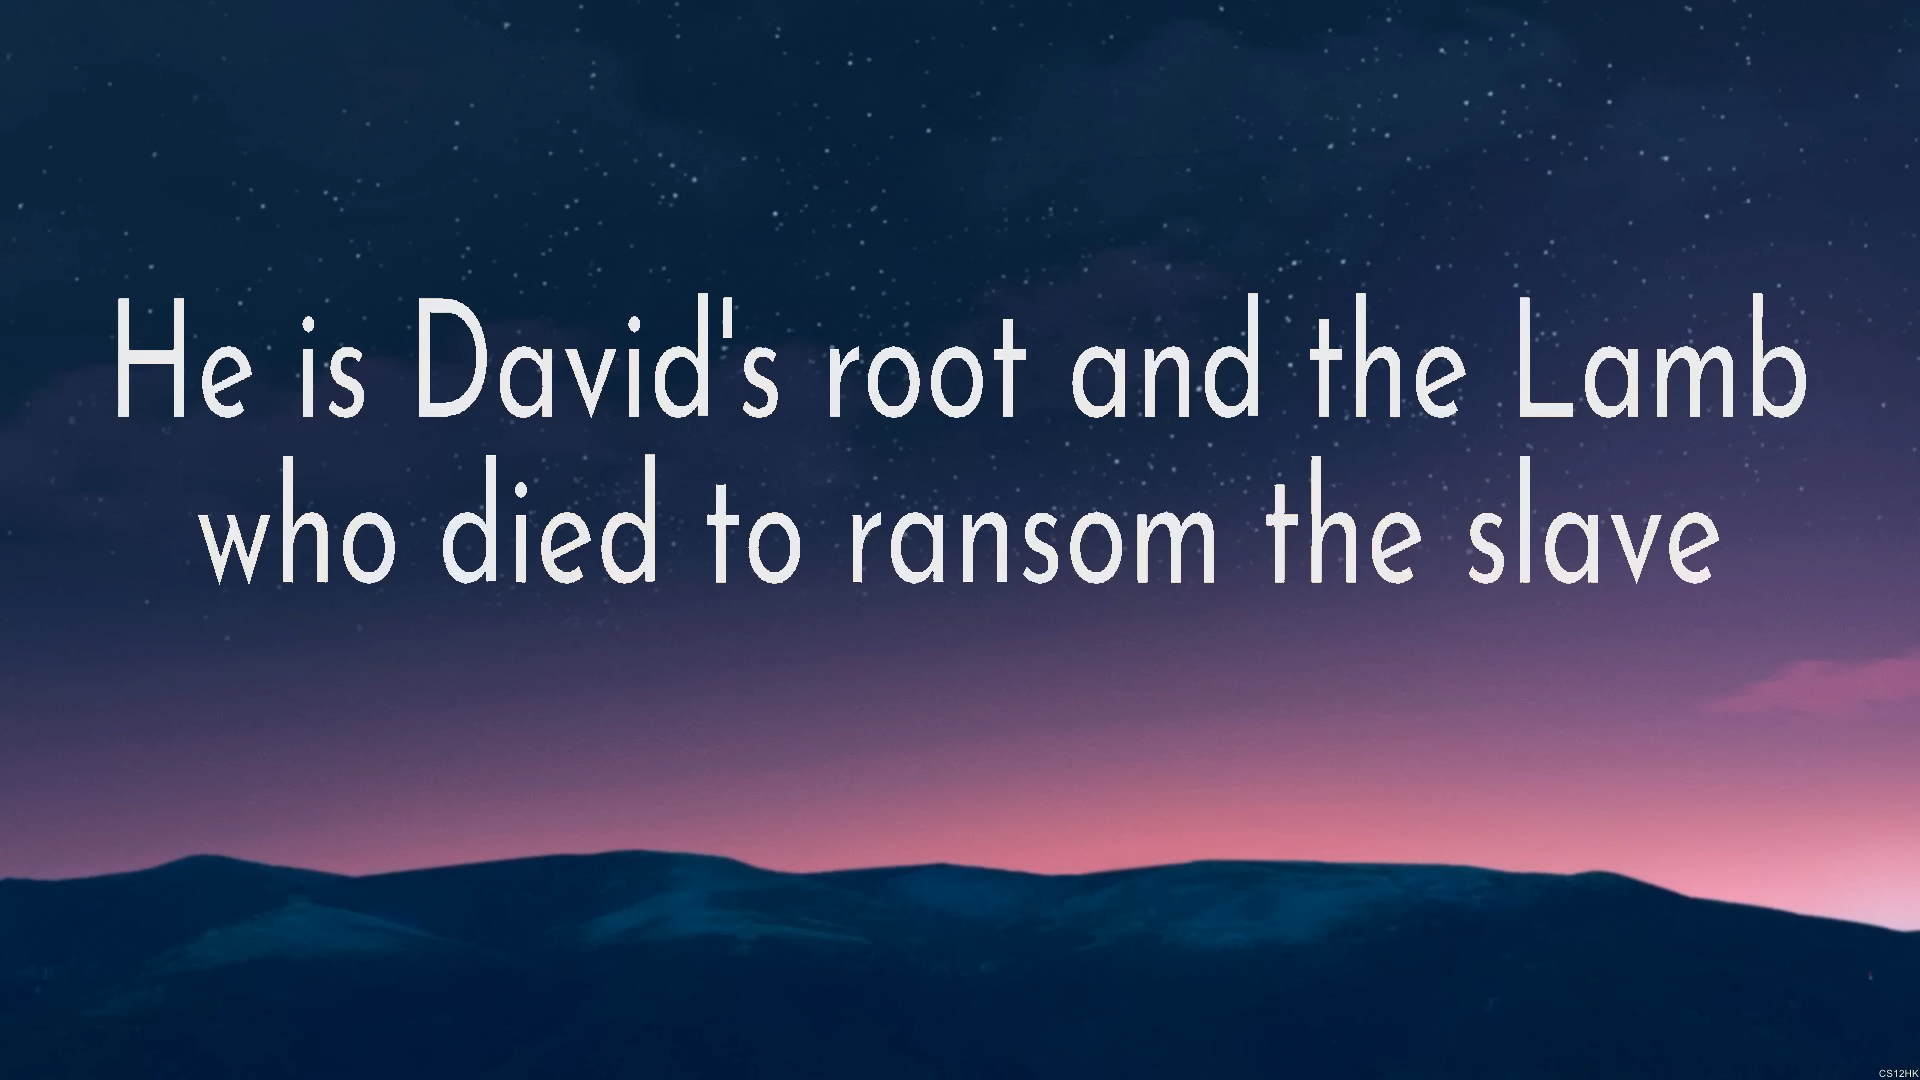 He is David's root and the Lamb
who died to ransom the slave
CS12HK